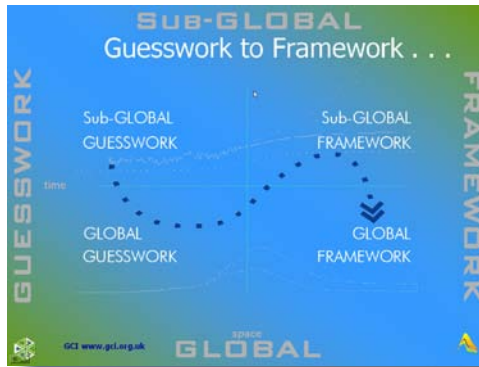 SUB-GLOBAL
Guesswork to Framework . . .
GUESSWORK
FRAMEWORK
Sub-GLOBAL
GUESSWORK
Sub-GLOBAL
FRAMEWORK
time
GLOBAL
GUESSWORK
GLOBAL
FRAMEWORK
space
GCI www.gci.org.uk
GLOBAL